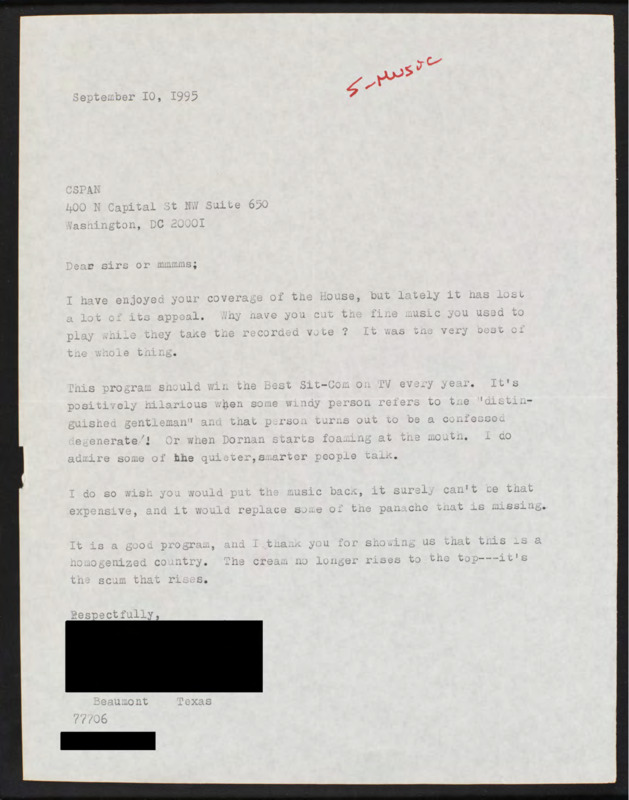 5-Music
September I0, I995
CSPAN
400 N Capital St NW Suite 650
Washington, DC 2000I
Dear sirs or mmmms;
I have enjoyed your coverage of the House, but lately it has lost
a lot of its appeal.  Why have you cut the fine music you used to
play while they take the recorded vote ?  It was the very best of
the whole thing.
This program should win the Best Sit-Com on TV every year.  It's
positively hilarious when some windy person refers to the "distin-
guished gentleman" and that person turns out to be a confessed
degenerate/!  Or when Dornan starts foaming at the mouth.  I do
admire some of hhe quieter,smarter people talk.
I do so wish you would put the music back, it surely can't be that
expensive, and it would replace some of the panache that is missing.
It is a good program, and I thank you for showing us that this is a
homogenized country.  The cream no longer rises to the top---it's
the scum that rises.
Respectfully,
Beaumont    Texas
77706